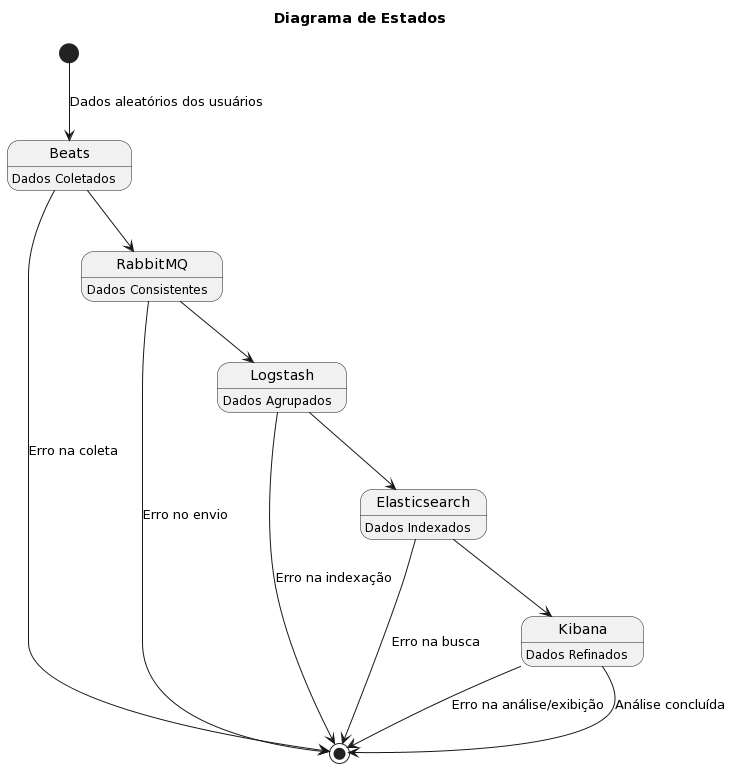 Diagrama de Estados
Dados aleatórios dos usuários
Beats
Dados Coletados
RabbitMQ
Dados Consistentes
Logstash
Dados Agrupados
Erro na coleta
Elasticsearch
Dados Indexados
Erro no envio
Erro na indexação
Kibana
Dados Refinados
Erro na busca
Erro na análise/exibição
Análise concluída